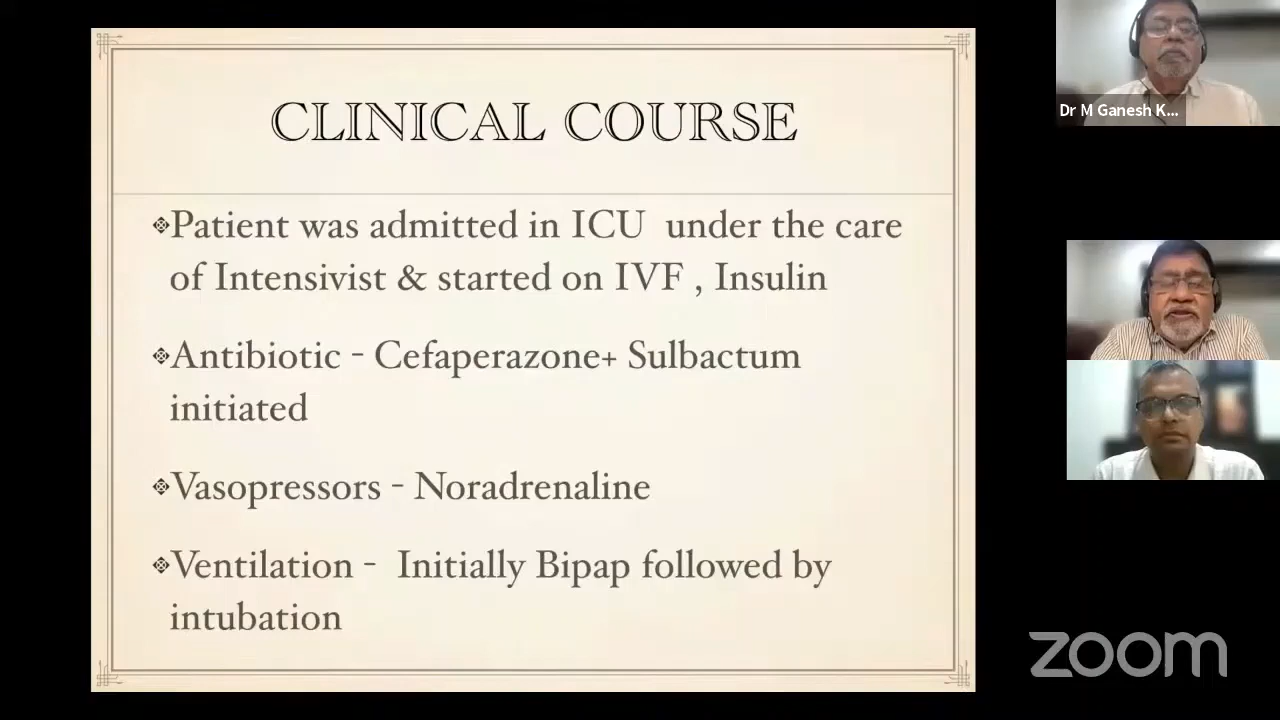 CLINICAL COURSE
Patient was admitted in ICU under the care
of Intensivist & started on IVF , Insulin
Antibiotic - Cefaperazone+ Sulbactum
initiated
Vasopressors - Noradrenaline
Ventilation - Initially Bipap followed by
intubation
Dr M Ganesh K...
zoom